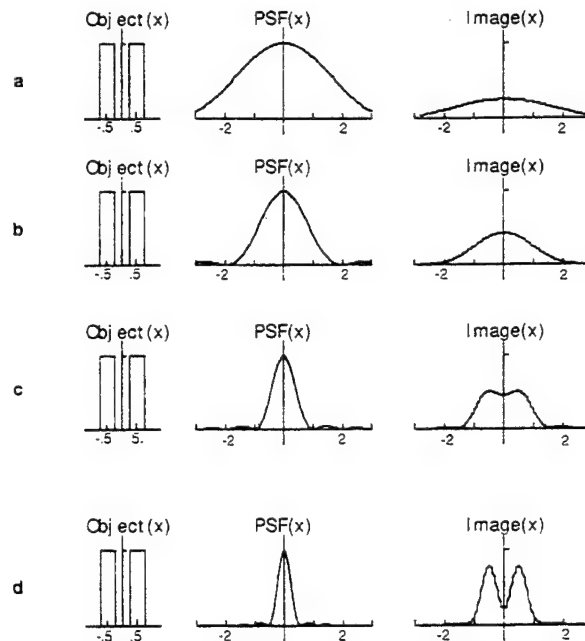 Object(x) PSF(x) Image(x)
a
-.5 .5 -2 2 -2 2
Object(x) PSF(x) Image(x)
b
-.5 .5 -2 2 -2 2
Object(x) PSF(x) Image(x)
c
-.5 5. -2 2 -2 2
Object(x) PSF(x) Image(x)
d
-.5 .5 -2 2 -2 2